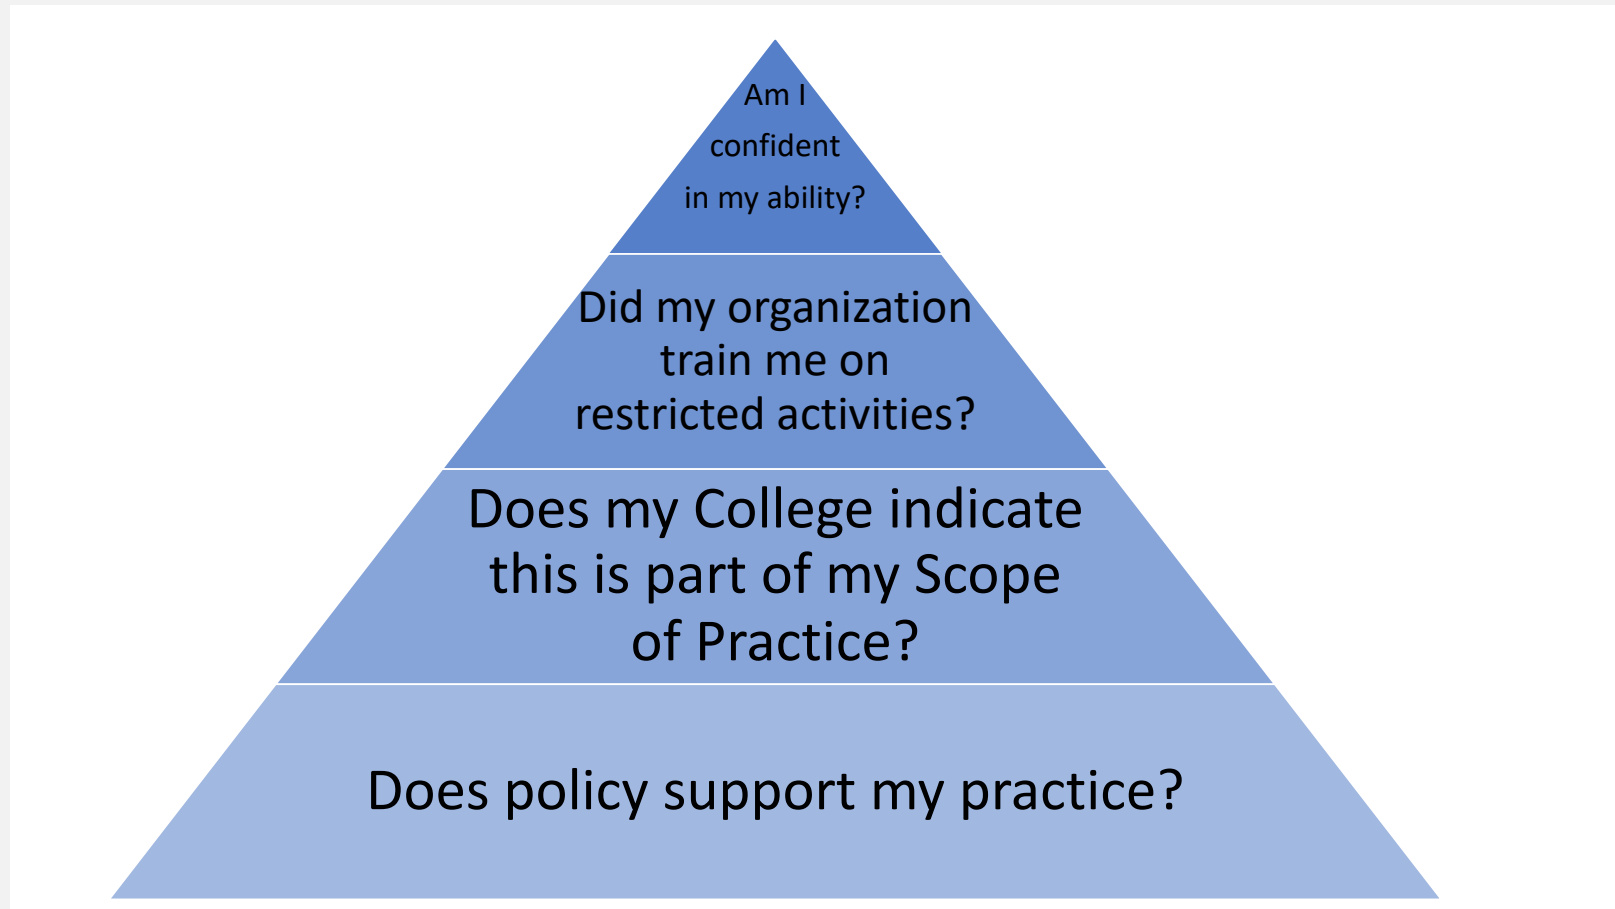 Am I
confident
in my ability?
Did my organization
train me on
restricted activities?
Does my College indicate
this is part of my Scope
of Practice?
Does policy support my practice?